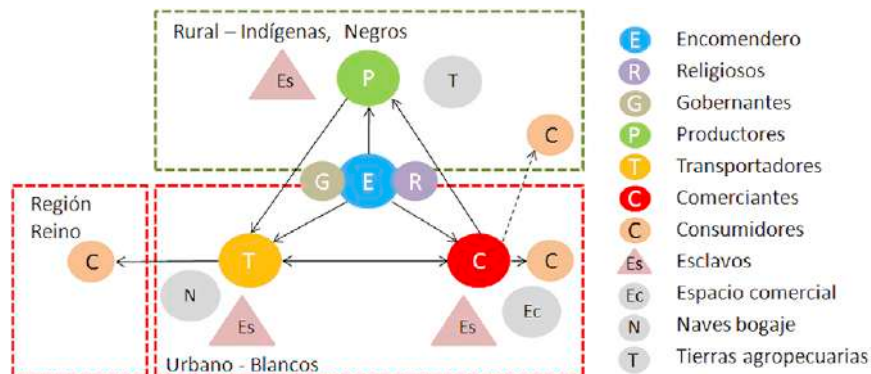 Rural – Indígenas, Negros
Es
P
T
C
G
E
R
Región
Reino
C
T
C
C
N
Es
Es
Ec
Urbano - Blancos
E Encomendero
R Religiosos
G Gobernantes
P Productores
T Transportadores
C Comerciantes
C Consumidores
Es Esclavos
Ec Espacio comercial
N Naves bogaje
T Tierras agropecuarias